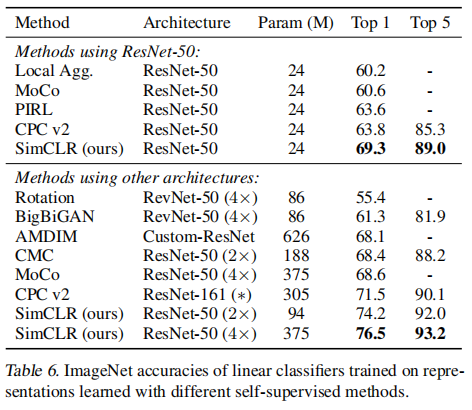 Method Architecture Param (M) Top 1 Top 5
Methods using ResNet-50:
Local Agg. ResNet-50 24 60.2 -
MoCo ResNet-50 24 60.6 -
PIRL ResNet-50 24 63.6 -
CPC v2 ResNet-50 24 63.8 85.3
SimCLR (ours) ResNet-50 24 69.3 89.0
Methods using other architectures:
Rotation RevNet-50 (4×) 86 55.4 -
BigBiGAN RevNet-50 (4×) 86 61.3 81.9
AMDIM Custom-ResNet 626 68.1 -
CMC ResNet-50 (2×) 188 68.4 88.2
MoCo ResNet-50 (4×) 375 68.6 -
CPC v2 ResNet-161 (∗) 305 71.5 90.1
SimCLR (ours) ResNet-50 (2×) 94 74.2 92.0
SimCLR (ours) ResNet-50 (4×) 375 76.5 93.2
Table 6. ImageNet accuracies of linear classifiers trained on repre-
sentations learned with different self-supervised methods.